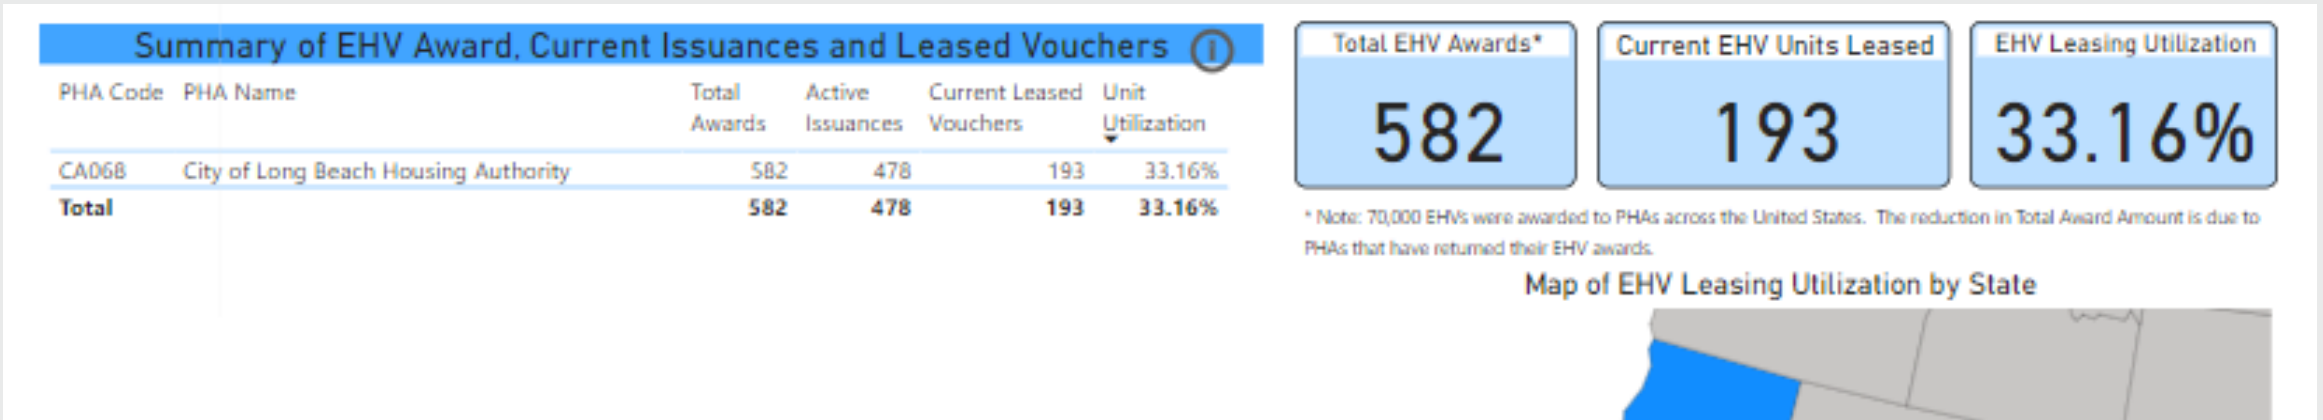 Summary of EHV Award, Current Issuances and Leased Vouchers
PHA Code PHA Name Total Awards Active Issuances Current Leased Vouchers Unit Utilization
CA068 City of Long Beach Housing Authority 582 478 193 33.16%
Total 582 478 193 33.16%
Total EHV Awards*
582
Current EHV Units Leased
193
EHV Leasing Utilization
33.16%
* Note: 70,000 EHVs were awarded to PHAs across the United States. The reduction in Total Award Amount is due to
PHAs that have returned their EHV awards.
Map of EHV Leasing Utilization by State